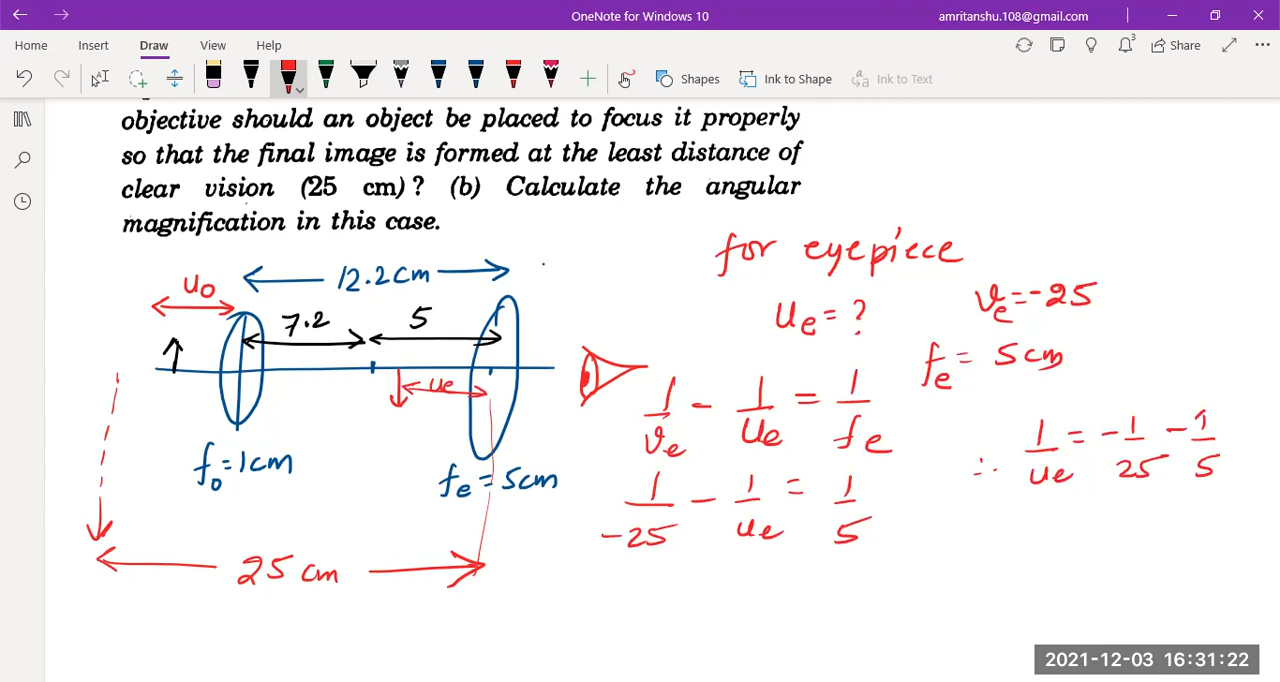 OneNote for Windows 10
amritanshu.108@gmail.com
Home Insert Draw View Help
3 Share
Shapes Ink to Shape Ink to Text
objective should an object be placed to focus it properly
so that the final image is formed at the least distance of
clear vision (25 cm)? (b) Calculate the angular
magnification in this case.
u₀
12.2cm
7.2
5
ue
f₀=1cm
fe=5cm
25cm
for eyepiece
ue=?
ve=-25
fe= 5cm
1/ve - 1/ue = 1/fe
1/-25 - 1/ue = 1/5
∴ 1/ue = -1/25 - 1/5
2021-12-03 16:31:22